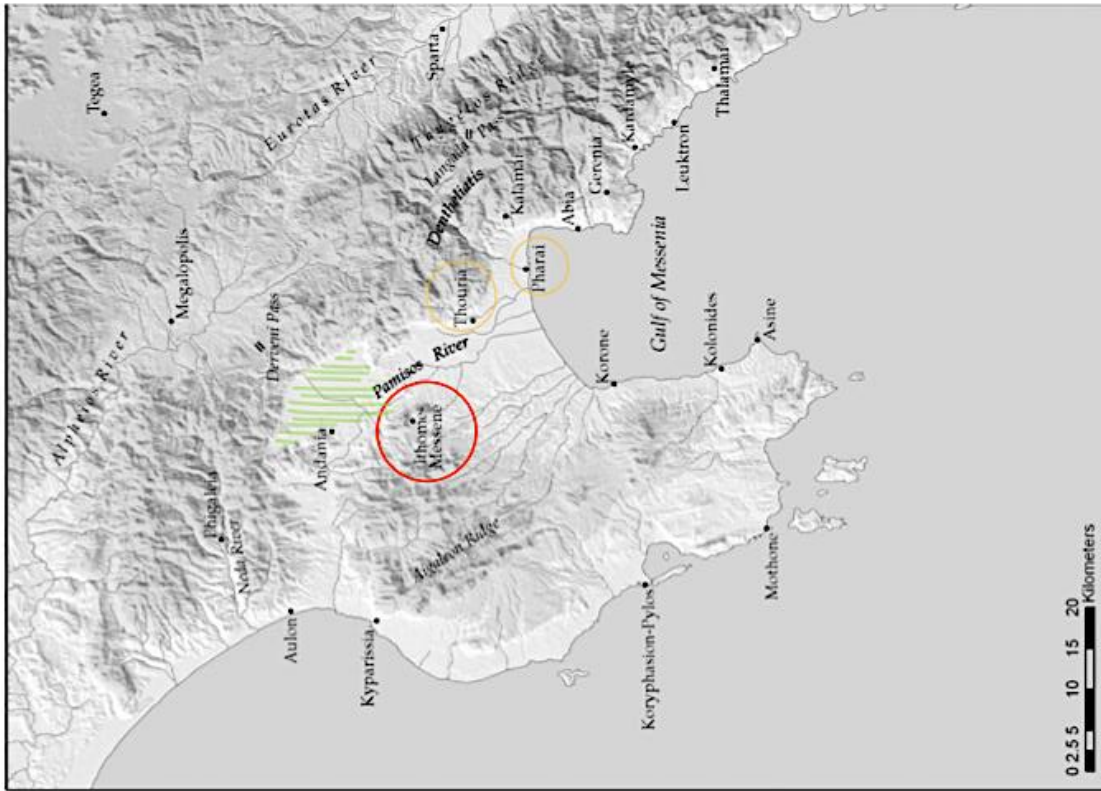 Alpheios River
Tegea
Megalopolis
Phigaleia
Neda River
Derveni Pass
Aulon
Eurotas River
Andania
Kyparissia
Pamisos River
Messene
Sparta
Aigaleon Ridge
Thouria
Dentheliatis
Pass
Taygetos Ridge
Kalamai
Pharai
Abia
Gerenia
Korone
Kardamyle
Koryphasion-Pylos
Gulf of Messenia
Leuktron
Thalamai
Kolonides
Asine
Mothone
0 2.5 5 10 15 20
Kilometers